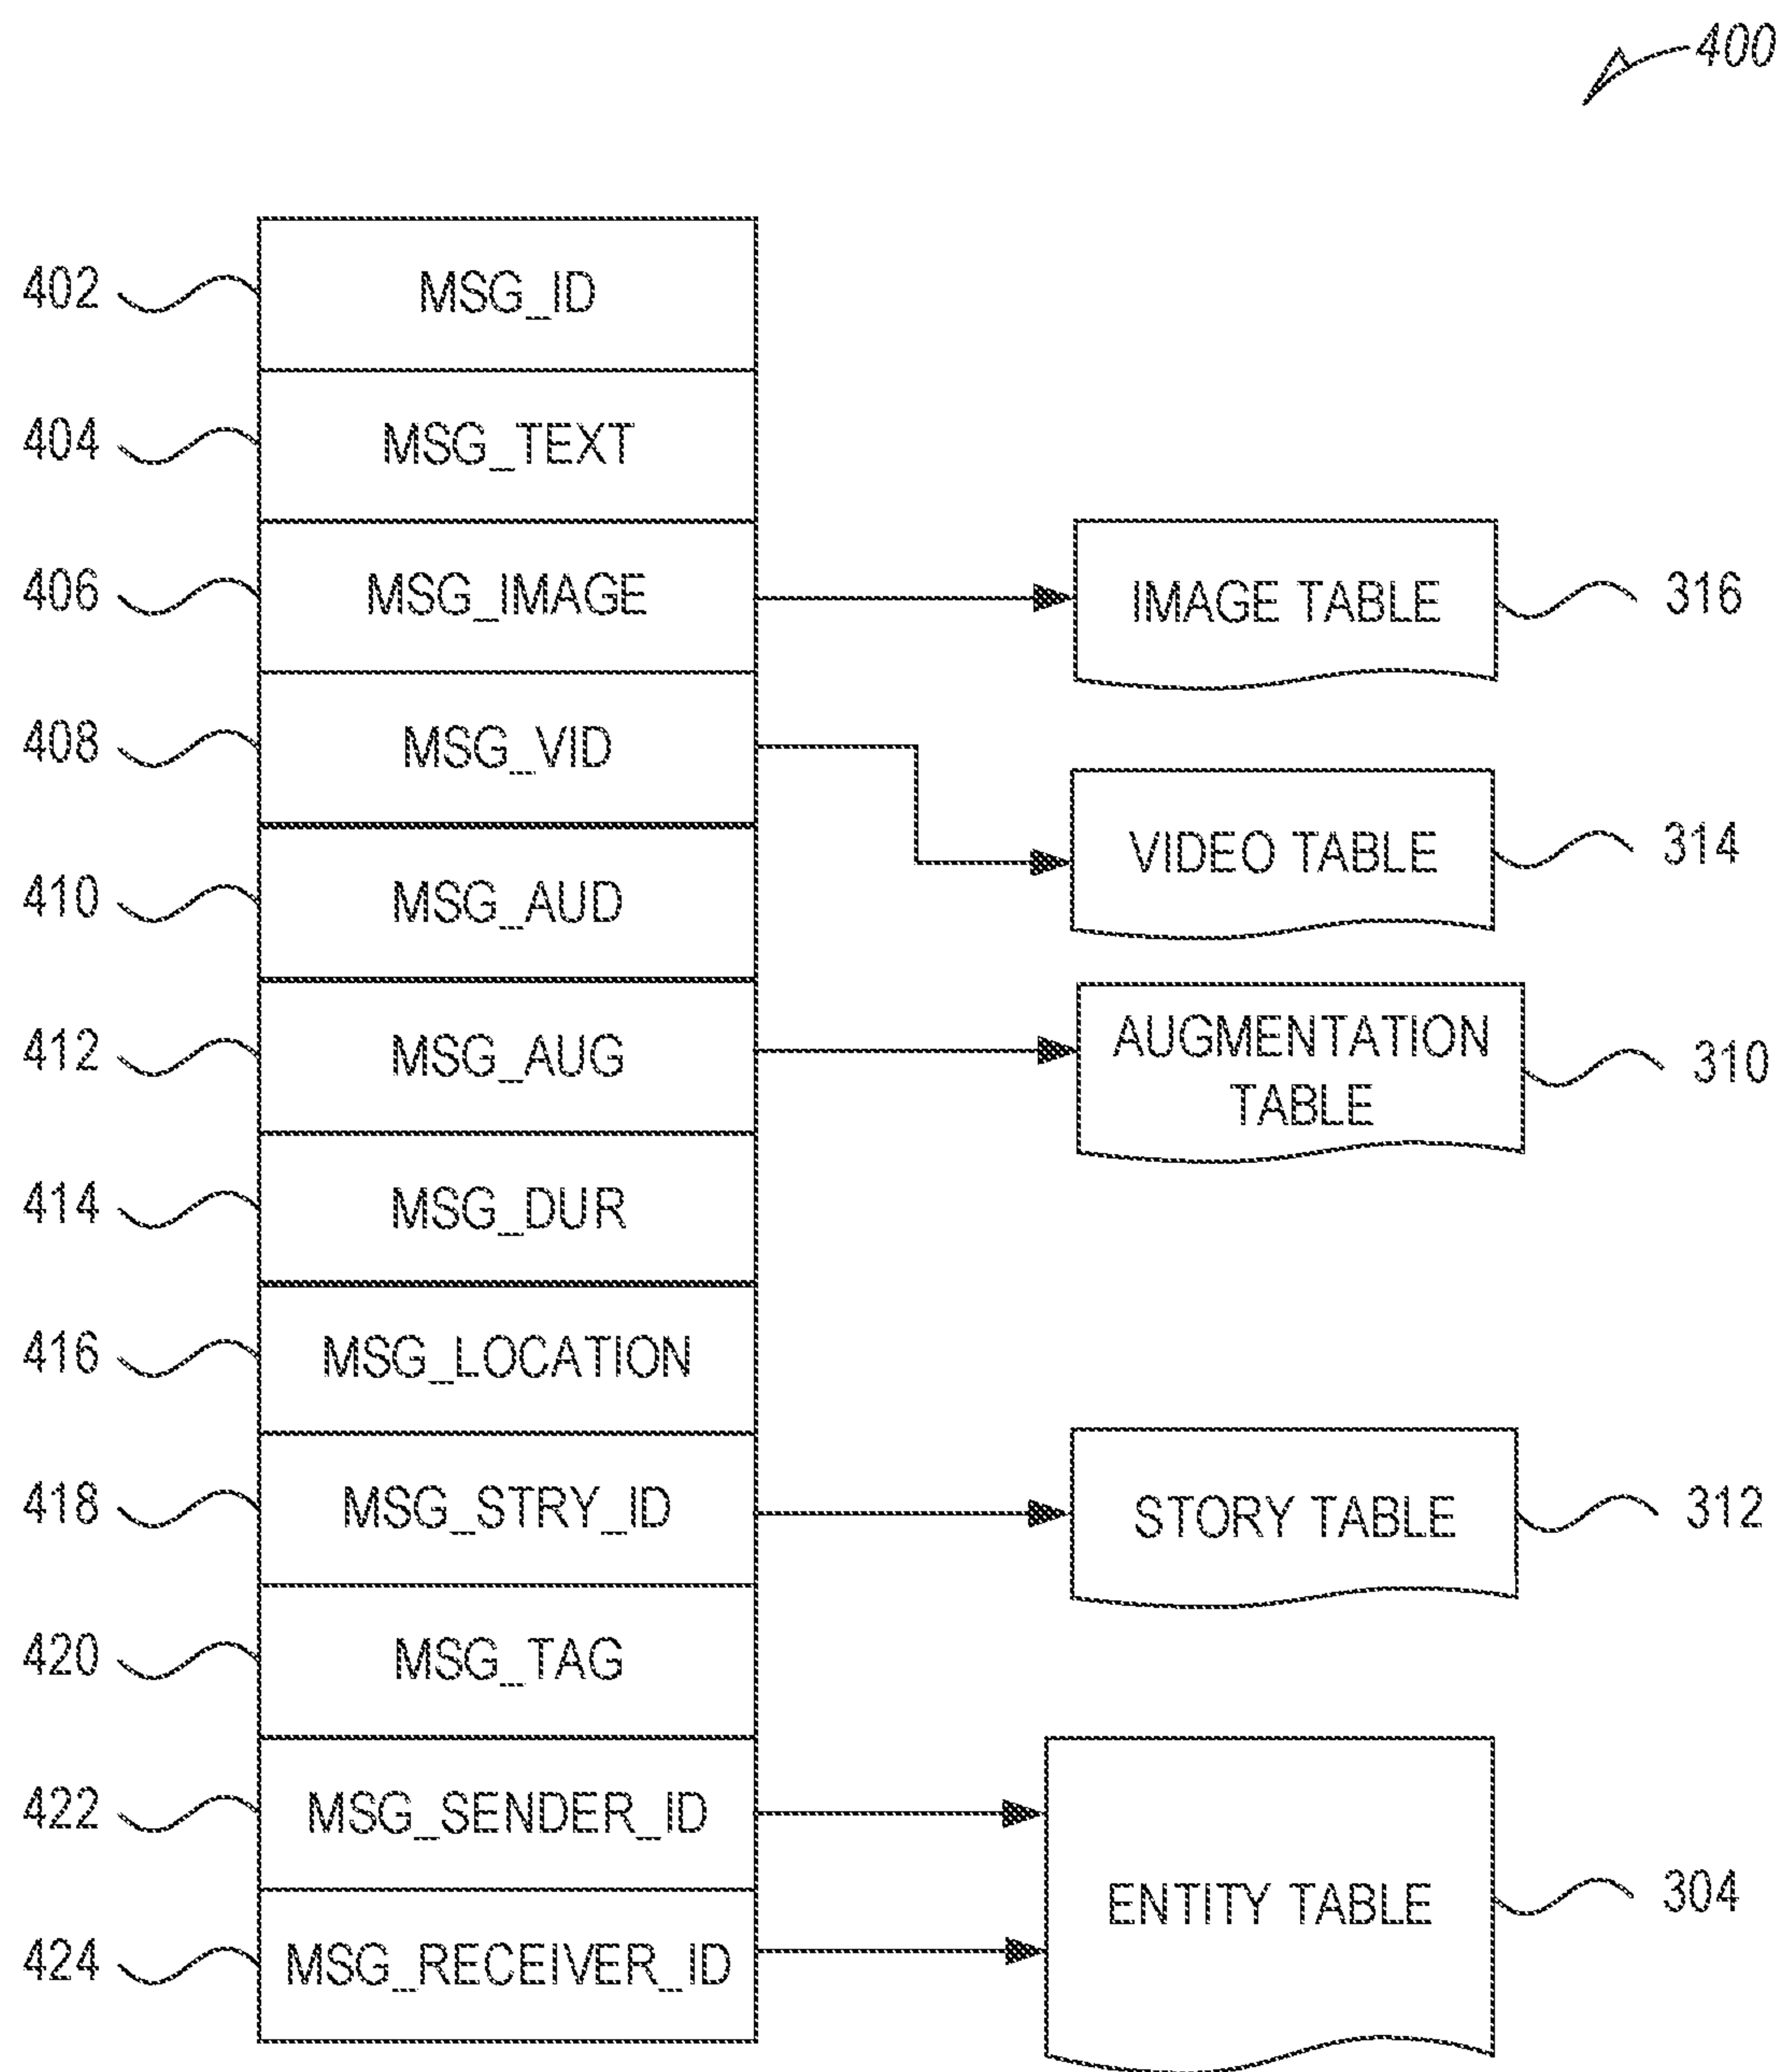 400
402 MSG_ID
404 MSG_TEXT
406 MSG_IMAGE IMAGE TABLE 316
408 MSG_VID
VIDEO TABLE 314
410 MSG_AUD
412 MSG_AUG AUGMENTATION
TABLE 310
414 MSG_DUR
416 MSG_LOCATION
418 MSG_STRY_ID STORY TABLE 312
420 MSG_TAG
422 MSG_SENDER_ID
ENTITY TABLE 304
424 MSG_RECEIVER_ID